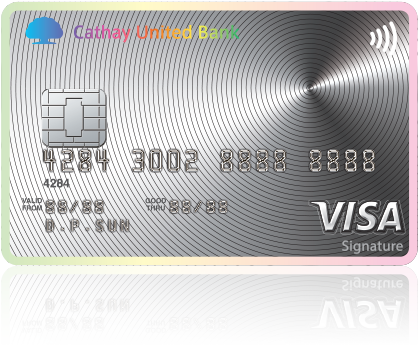 Cathay United Bank
4284 3002 8888 8888
4284
VALID FROM 88/88 GOOD THRU 88/88
D.P.SUN
VISA
Signature